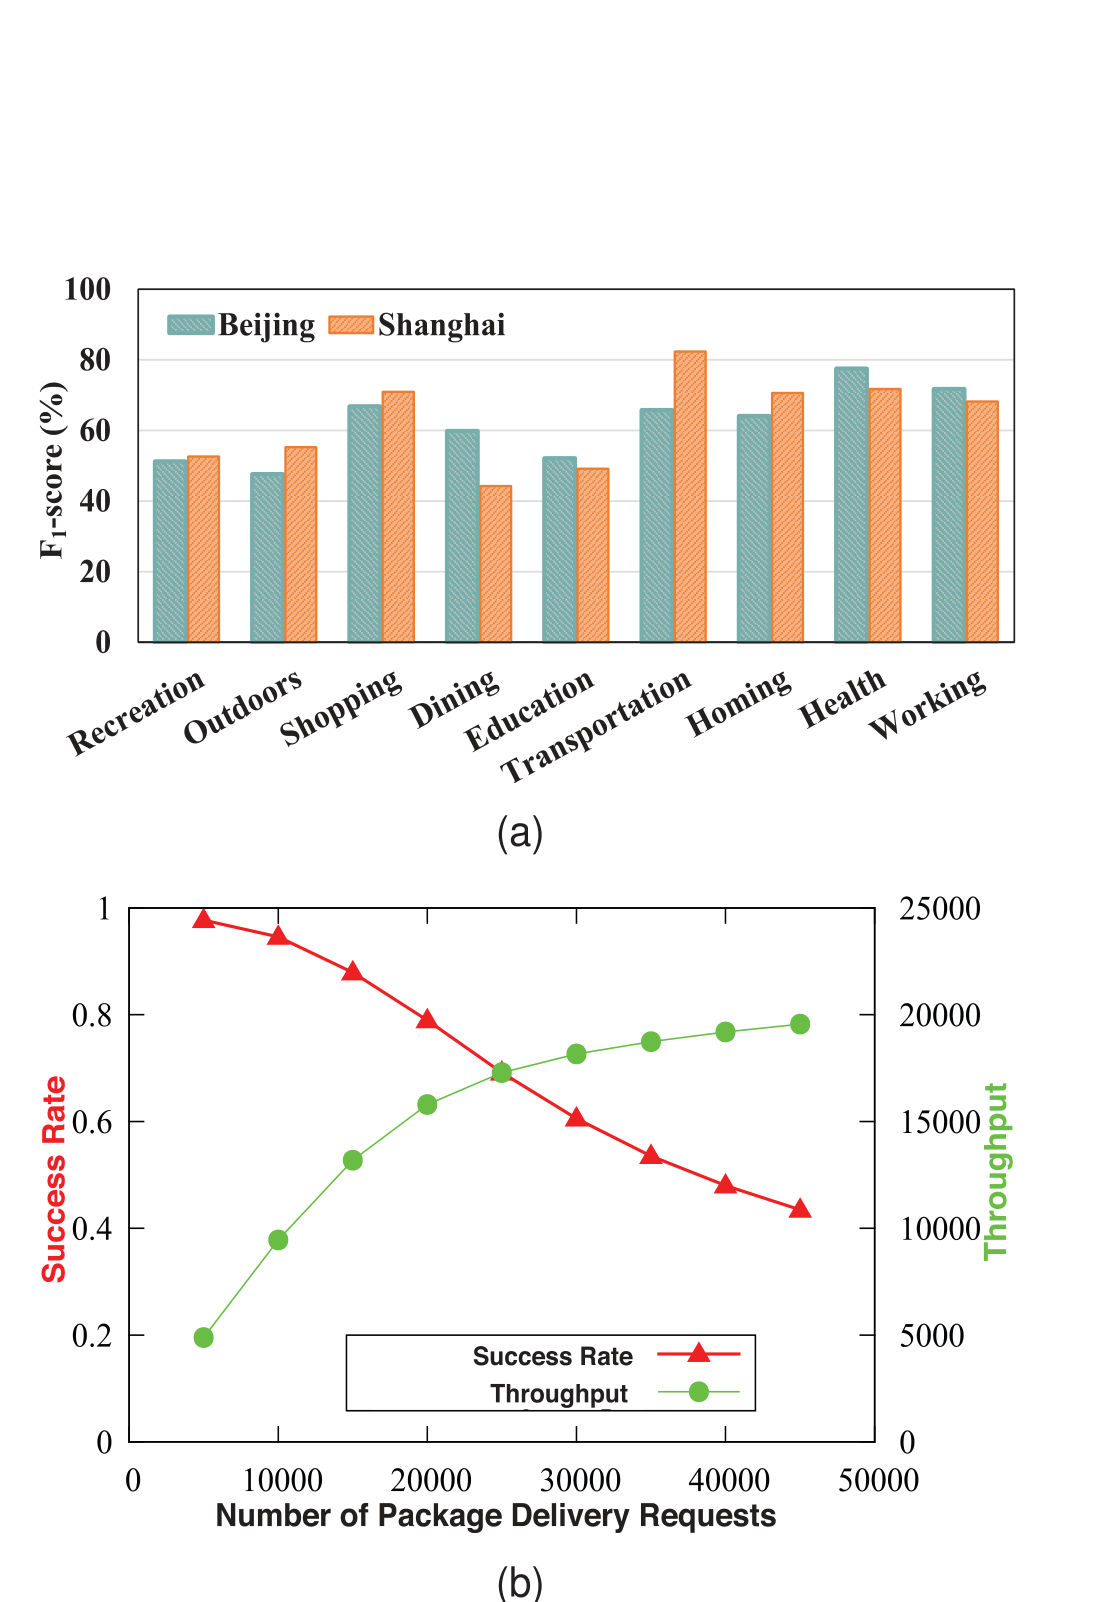 100
80
60
40
20
0
F1-score (%)
Beijing
Shanghai
Recreation
Outdoors
Shopping
Dining
Education
Transportation
Homing
Health
Working
(a)
1
0.8
0.6
0.4
0.2
0
Success Rate
25000
20000
15000
10000
5000
0
Throughput
Success Rate
Throughput
0 10000 20000 30000 40000 50000
Number of Package Delivery Requests
(b)